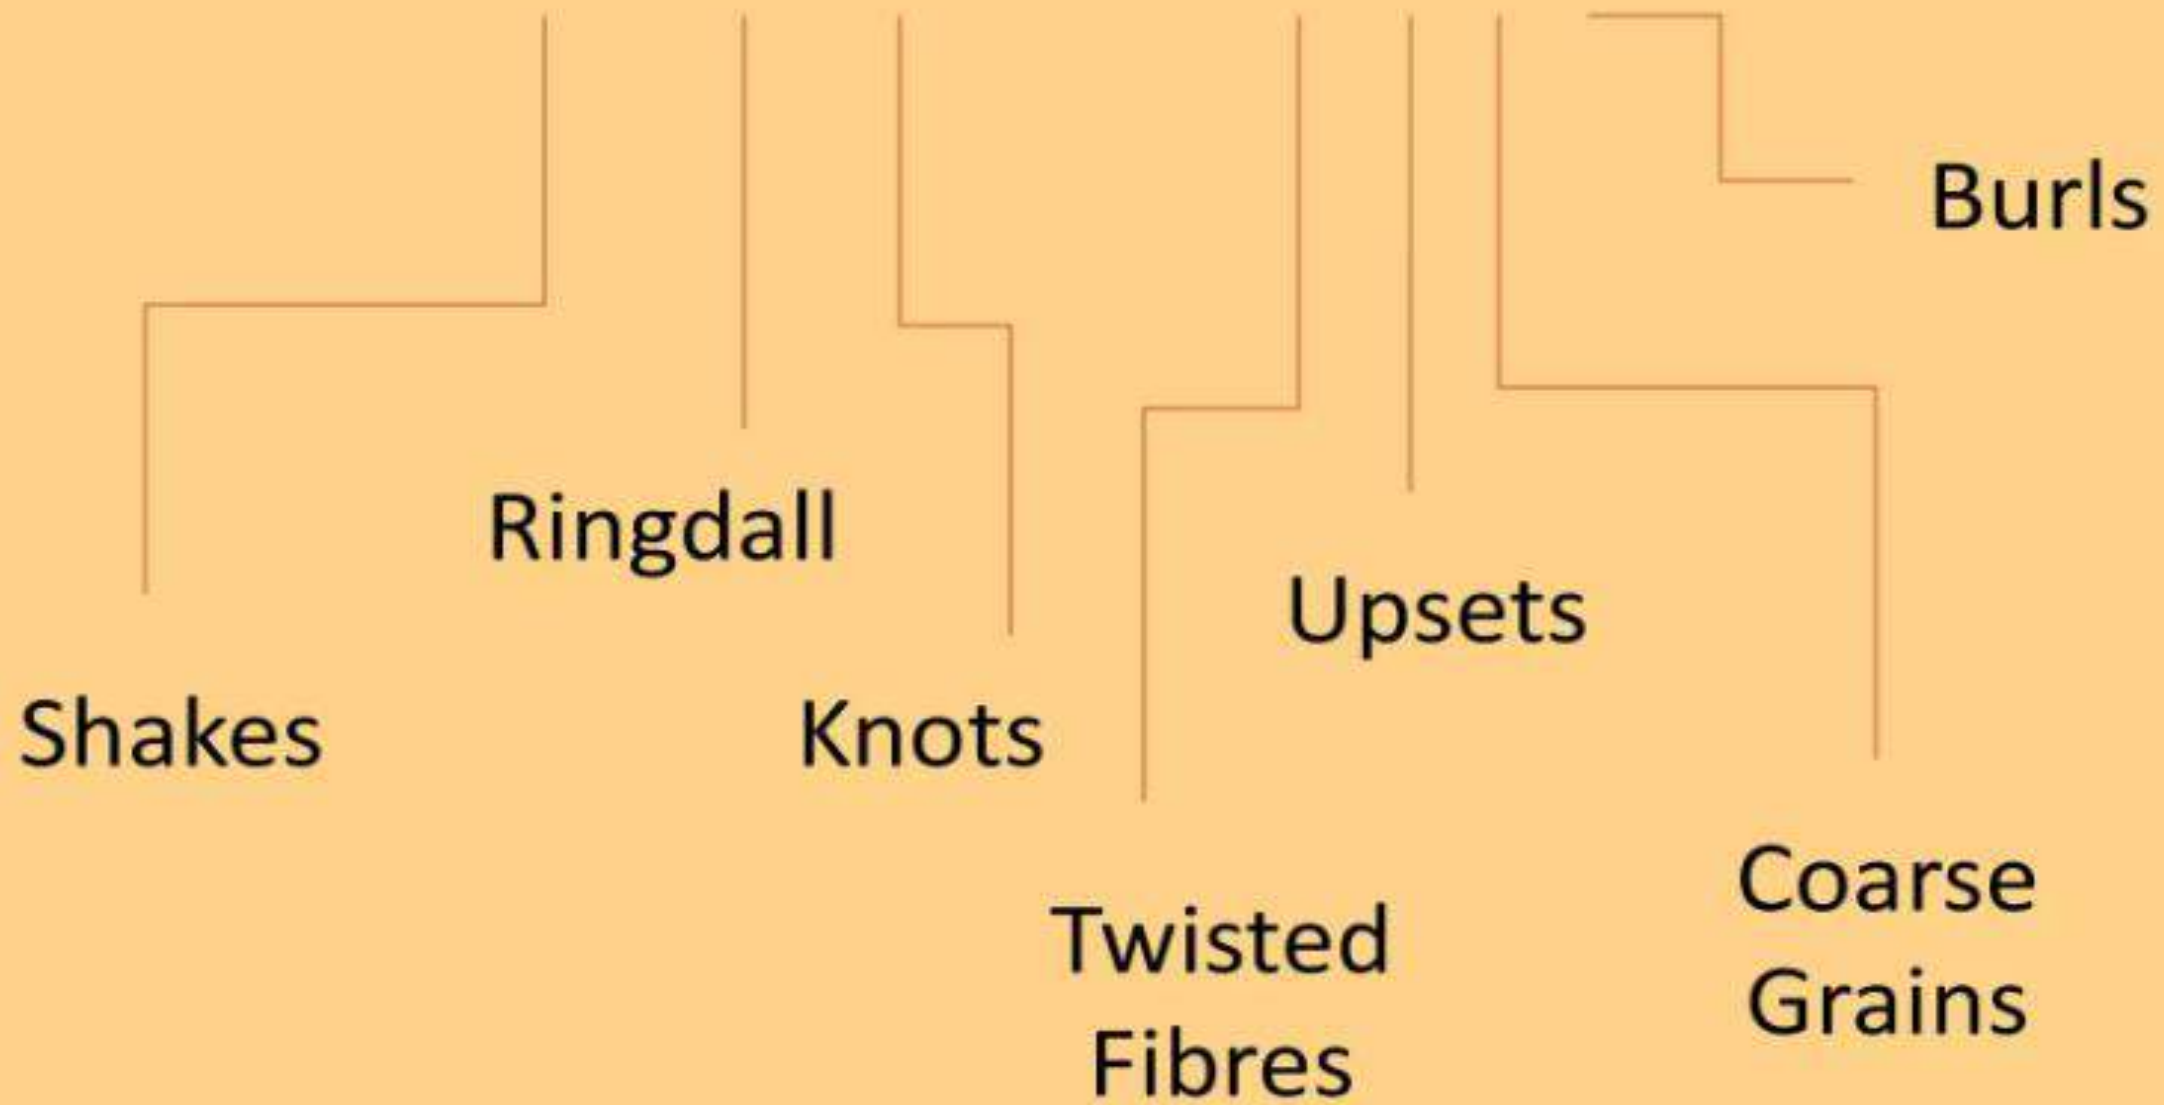 Burls
Ringdall
Upsets
Shakes
Knots
Twisted
Fibres
Coarse
Grains